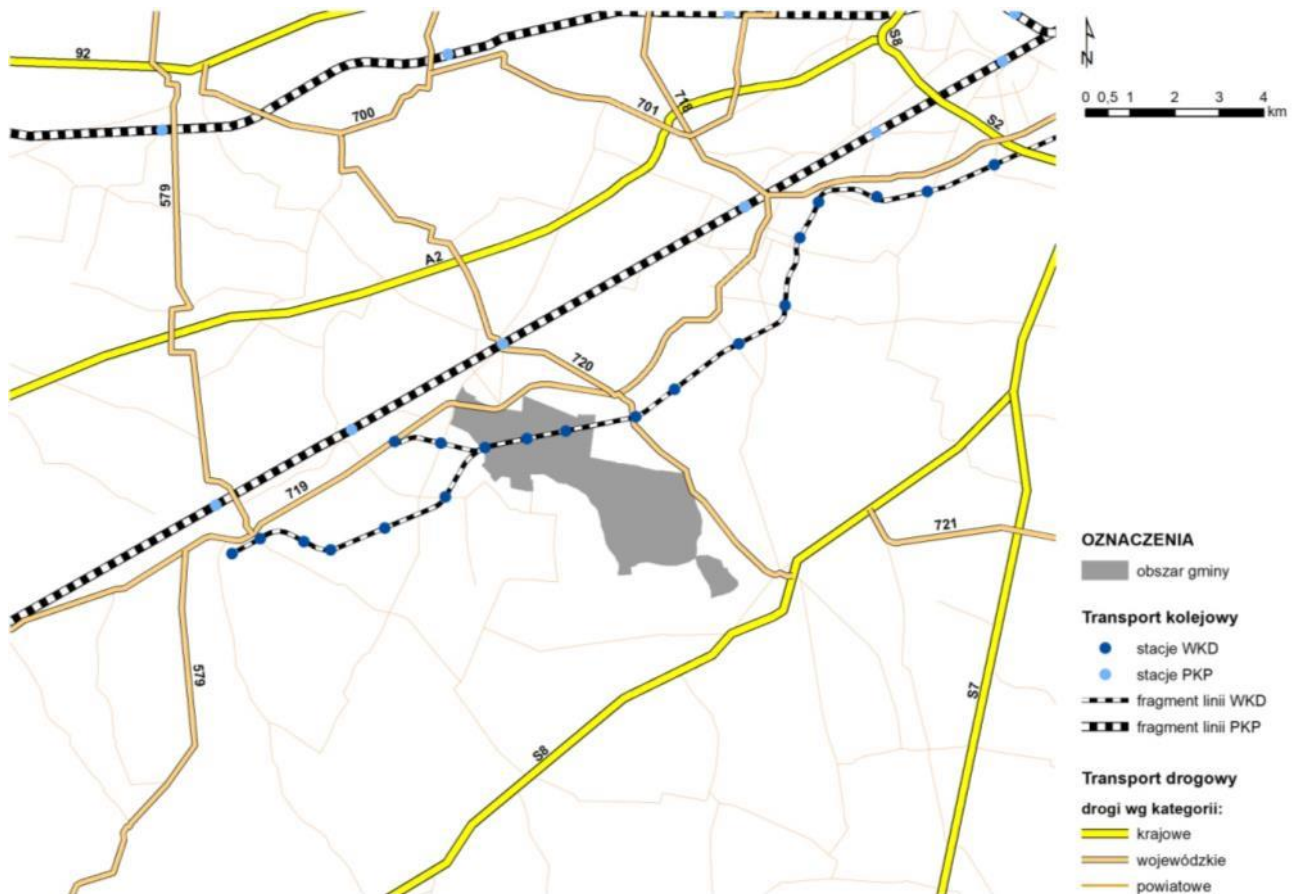 92
S8
N
0 0,5 1 2 3 4
km
718
701
700
S2
579
A2
720
719
721
OZNACZENIA
obszar gminy
Transport kolejowy
stacje WKD
stacje PKP
fragment linii WKD
fragment linii PKP
579
S7
S8
Transport drogowy
drogi wg kategorii:
krajowe
wojewódzkie
powiatowe